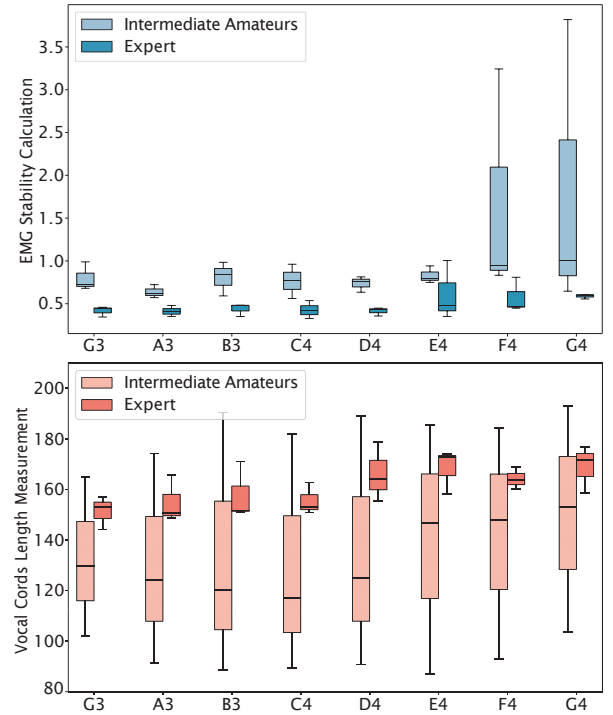 Intermediate Amateurs
Expert
EMG Stability Calculation
3.5
3.0
2.5
2.0
1.5
1.0
0.5
G3 A3 B3 C4 D4 E4 F4 G4
Intermediate Amateurs
Expert
Vocal Cords Length Measurement
200
180
160
140
120
100
80
G3 A3 B3 C4 D4 E4 F4 G4